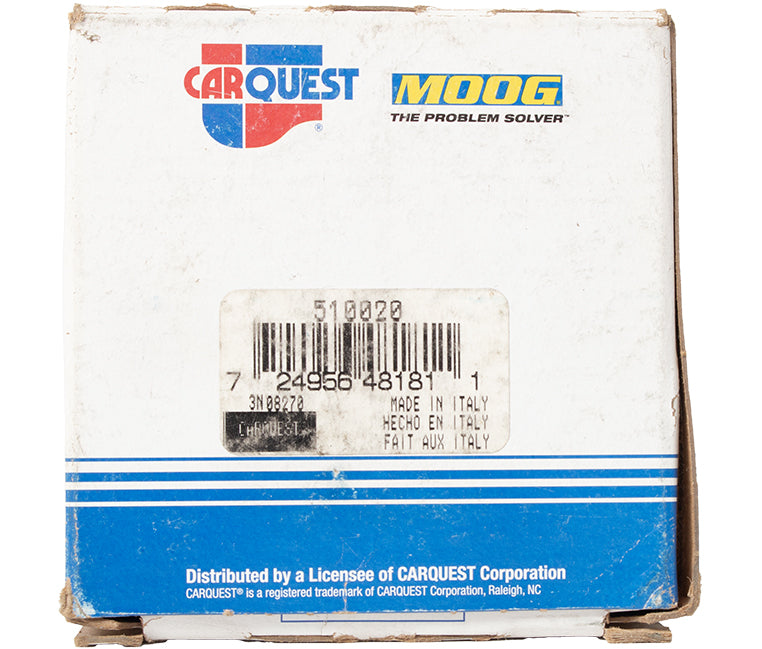 CARQUEST
®
MOOG
THE PROBLEM SOLVER™
510020
7 24956 48181 1
3N08270
CARQUEST
MADE IN ITALY
HECHO EN ITALY
FAIT AUX ITALY
Distributed by a Licensee of CARQUEST Corporation
CARQUEST® is a registered trademark of CARQUEST Corporation, Raleigh, NC